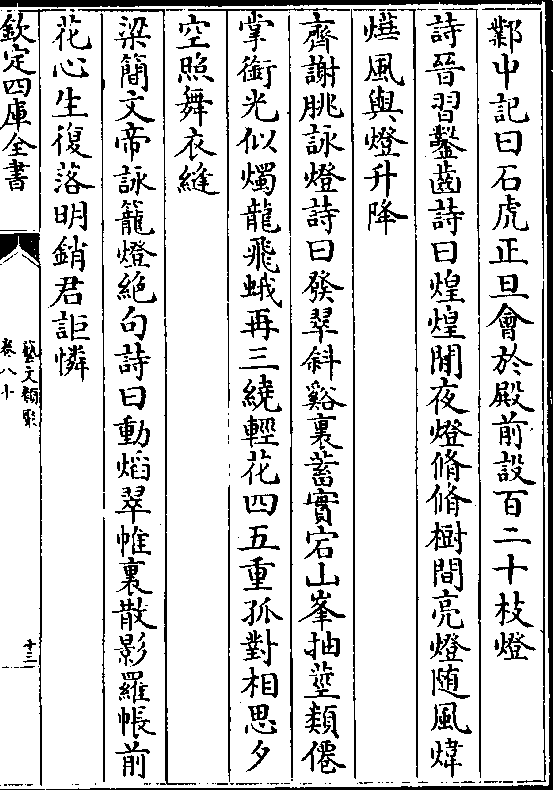 鄴中記曰石虎正旦會於殿前設百二十枝燈
詩晉習鑿齒詩曰煌煌閒夜燈脩脩樹間亮燈随風煒
燁風與燈升降
齊謝朓詠燈詩曰發翠斜谿裏蓄寳宕山峯抽莖類僊
掌銜光似燭龍飛蛾再三繞輕花四五重孤對相思夕
空照舞衣縫
梁簡文帝詠籠燈絶句詩曰動焰翠帷裏散影羅帳前
花心生復落明銷君詎憐
欽定四庫全書
藝文類聚
卷八十
十三